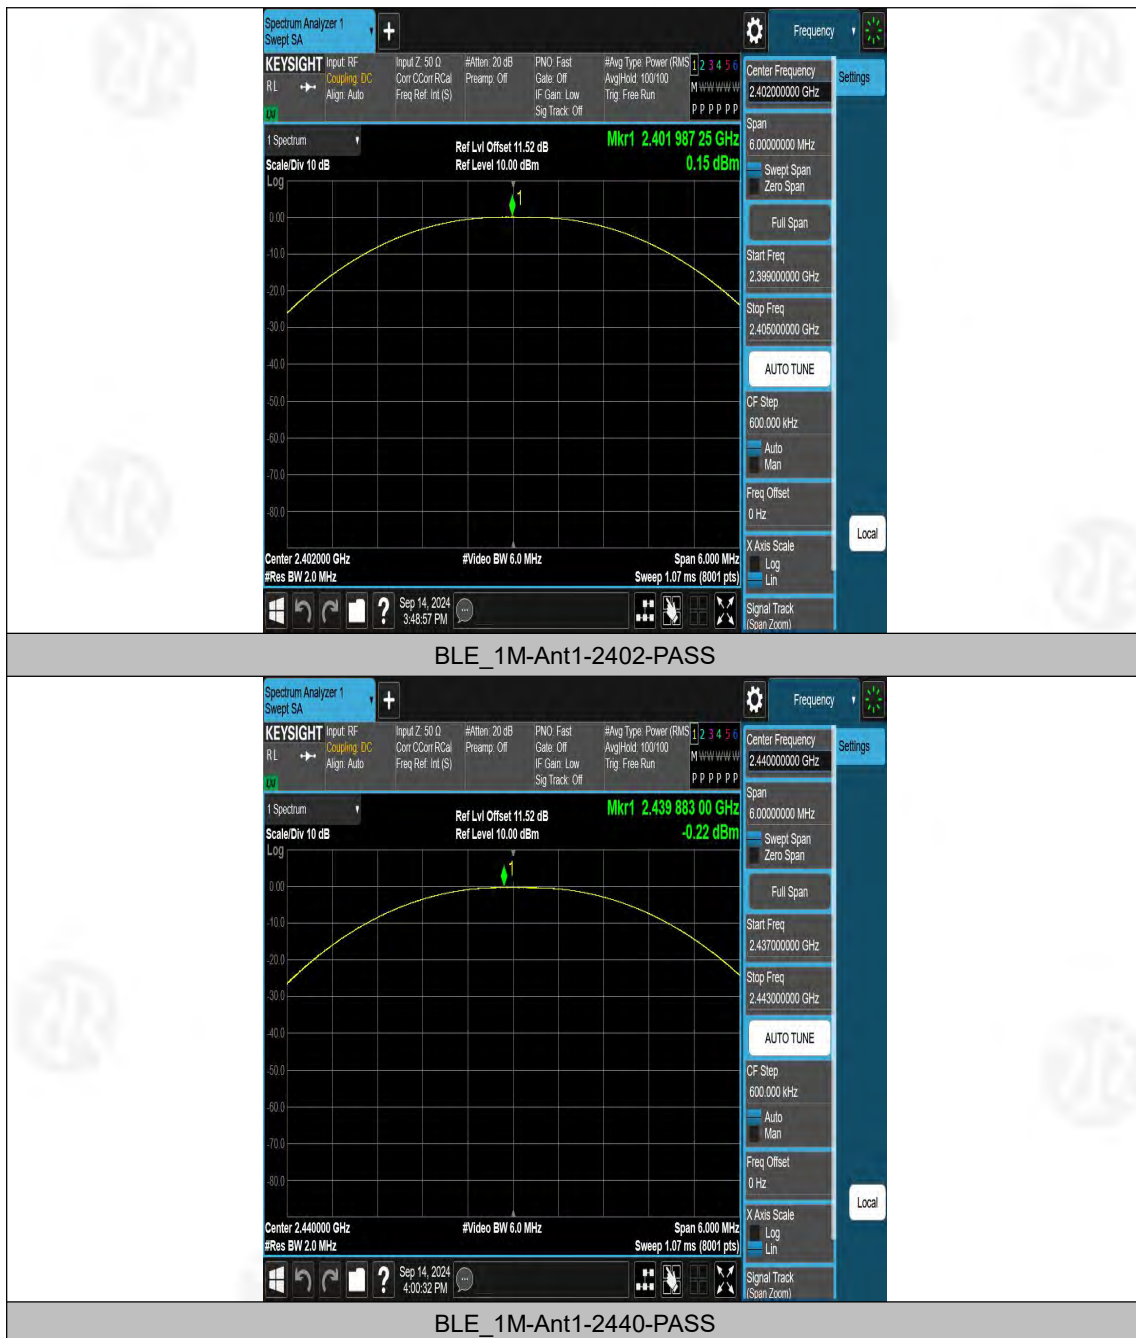 Spectrum Analyzer 1
Swept SA
+
Frequency
KEYSIGHT
RL
Input: RF
Coupling: DC
Align: Auto
Input Z: 50 Ω
Corr CCorr RCal
Freq Ref: Int (S)
#Atten: 20 dB
Preamp: Off
PNO: Fast
Gate: Off
IF Gain: Low
Sig Track: Off
#Avg Type: Power (RMS
Avg|Hold: 100/100
Trig: Free Run
1 2 3 4 5 6
M W W W W W
P P P P P P
Center Frequency
2.402000000 GHz
Settings
Span
6.00000000 MHz
Swept Span
Zero Span
Full Span
Start Freq
2.399000000 GHz
Stop Freq
2.405000000 GHz
AUTO TUNE
CF Step
600.000 kHz
Auto
Man
Freq Offset
0 Hz
X Axis Scale
Log
Lin
Local
Signal Track
(Span Zoom)
1 Spectrum
Scale/Div 10 dB
Log
Ref Lvl Offset 11.52 dB
Ref Level 10.00 dBm
Mkr1 2.401 987 25 GHz
0.15 dBm
1
0.00
-10.0
-20.0
-30.0
-40.0
-50.0
-60.0
-70.0
-80.0
Center 2.402000 GHz
#Video BW 6.0 MHz
Span 6.000 MHz
#Res BW 2.0 MHz
Sweep 1.07 ms (8001 pts)
?
Sep 14, 2024
3:48:57 PM
BLE_1M-Ant1-2402-PASS
Spectrum Analyzer 1
Swept SA
+
Frequency
KEYSIGHT
RL
Input: RF
Coupling: DC
Align: Auto
Input Z: 50 Ω
Corr CCorr RCal
Freq Ref: Int (S)
#Atten: 20 dB
Preamp: Off
PNO: Fast
Gate: Off
IF Gain: Low
Sig Track: Off
#Avg Type: Power (RMS
Avg|Hold: 100/100
Trig: Free Run
1 2 3 4 5 6
M W W W W W
P P P P P P
Center Frequency
2.440000000 GHz
Settings
Span
6.00000000 MHz
Swept Span
Zero Span
Full Span
Start Freq
2.437000000 GHz
Stop Freq
2.443000000 GHz
AUTO TUNE
CF Step
600.000 kHz
Auto
Man
Freq Offset
0 Hz
X Axis Scale
Log
Lin
Local
Signal Track
(Span Zoom)
1 Spectrum
Scale/Div 10 dB
Log
Ref Lvl Offset 11.52 dB
Ref Level 10.00 dBm
Mkr1 2.439 883 00 GHz
-0.22 dBm
1
0.00
-10.0
-20.0
-30.0
-40.0
-50.0
-60.0
-70.0
-80.0
Center 2.440000 GHz
#Video BW 6.0 MHz
Span 6.000 MHz
#Res BW 2.0 MHz
Sweep 1.07 ms (8001 pts)
?
Sep 14, 2024
4:00:32 PM
BLE_1M-Ant1-2440-PASS